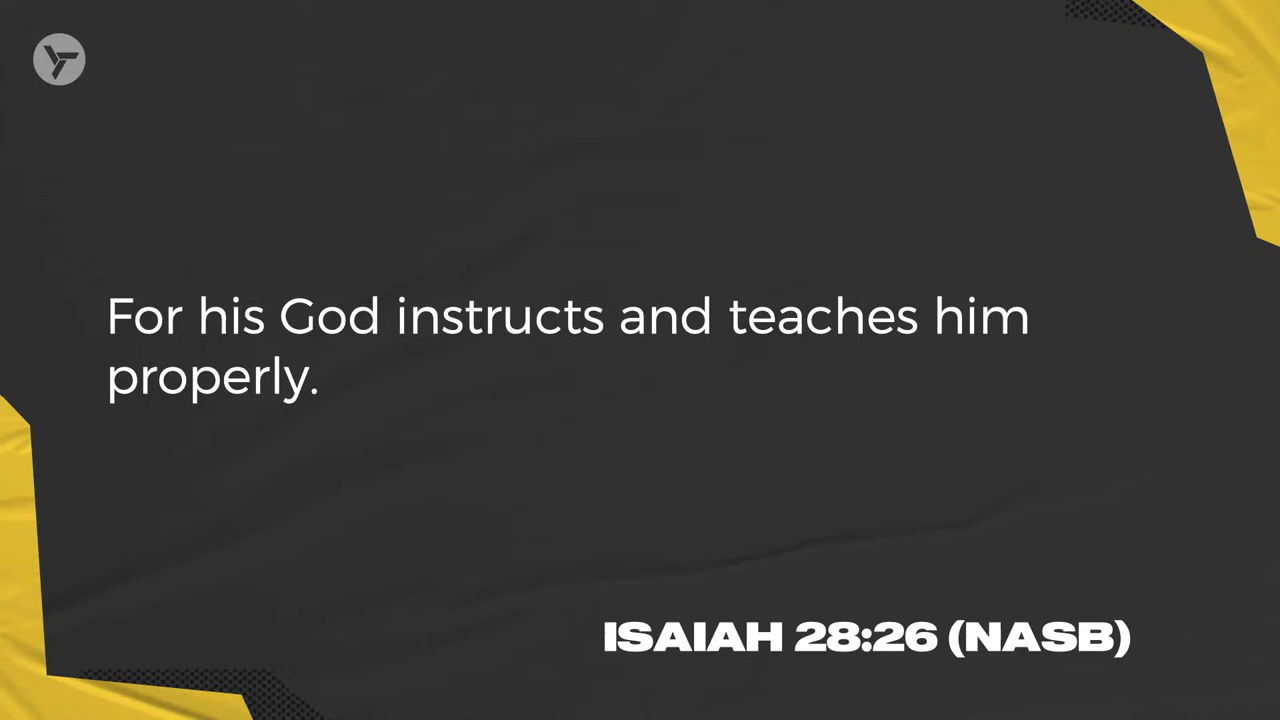 For his God instructs and teaches him
properly.
ISAIAH 28:26 (NASB)